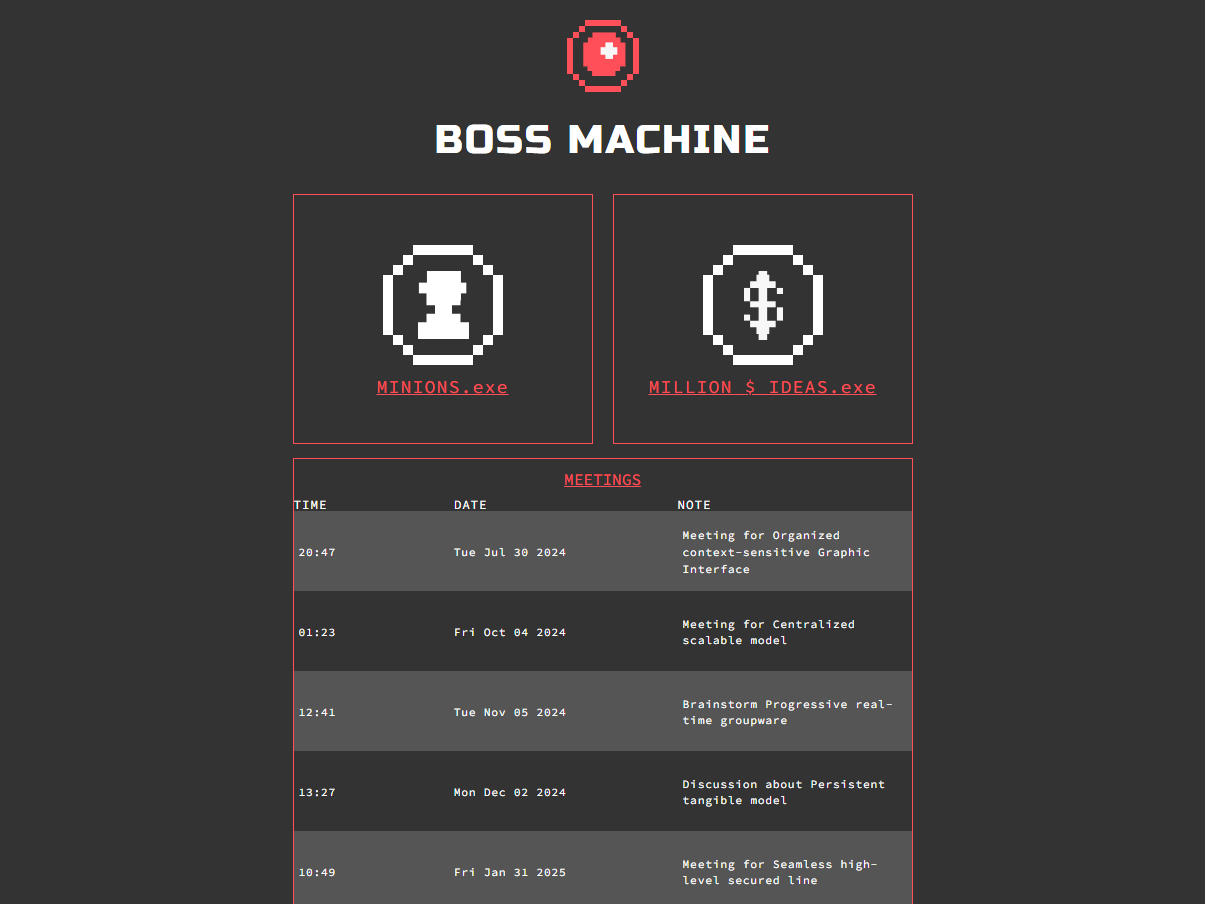 BOSS MACHINE
MINIONS.exe
MILLION $ IDEAS.exe
MEETINGS
TIME DATE NOTE
20:47 Tue Jul 30 2024 Meeting for Organized
context-sensitive Graphic
Interface
01:23 Fri Oct 04 2024 Meeting for Centralized
scalable model
12:41 Tue Nov 05 2024 Brainstorm Progressive real-
time groupware
13:27 Mon Dec 02 2024 Discussion about Persistent
tangible model
10:49 Fri Jan 31 2025 Meeting for Seamless high-
level secured line